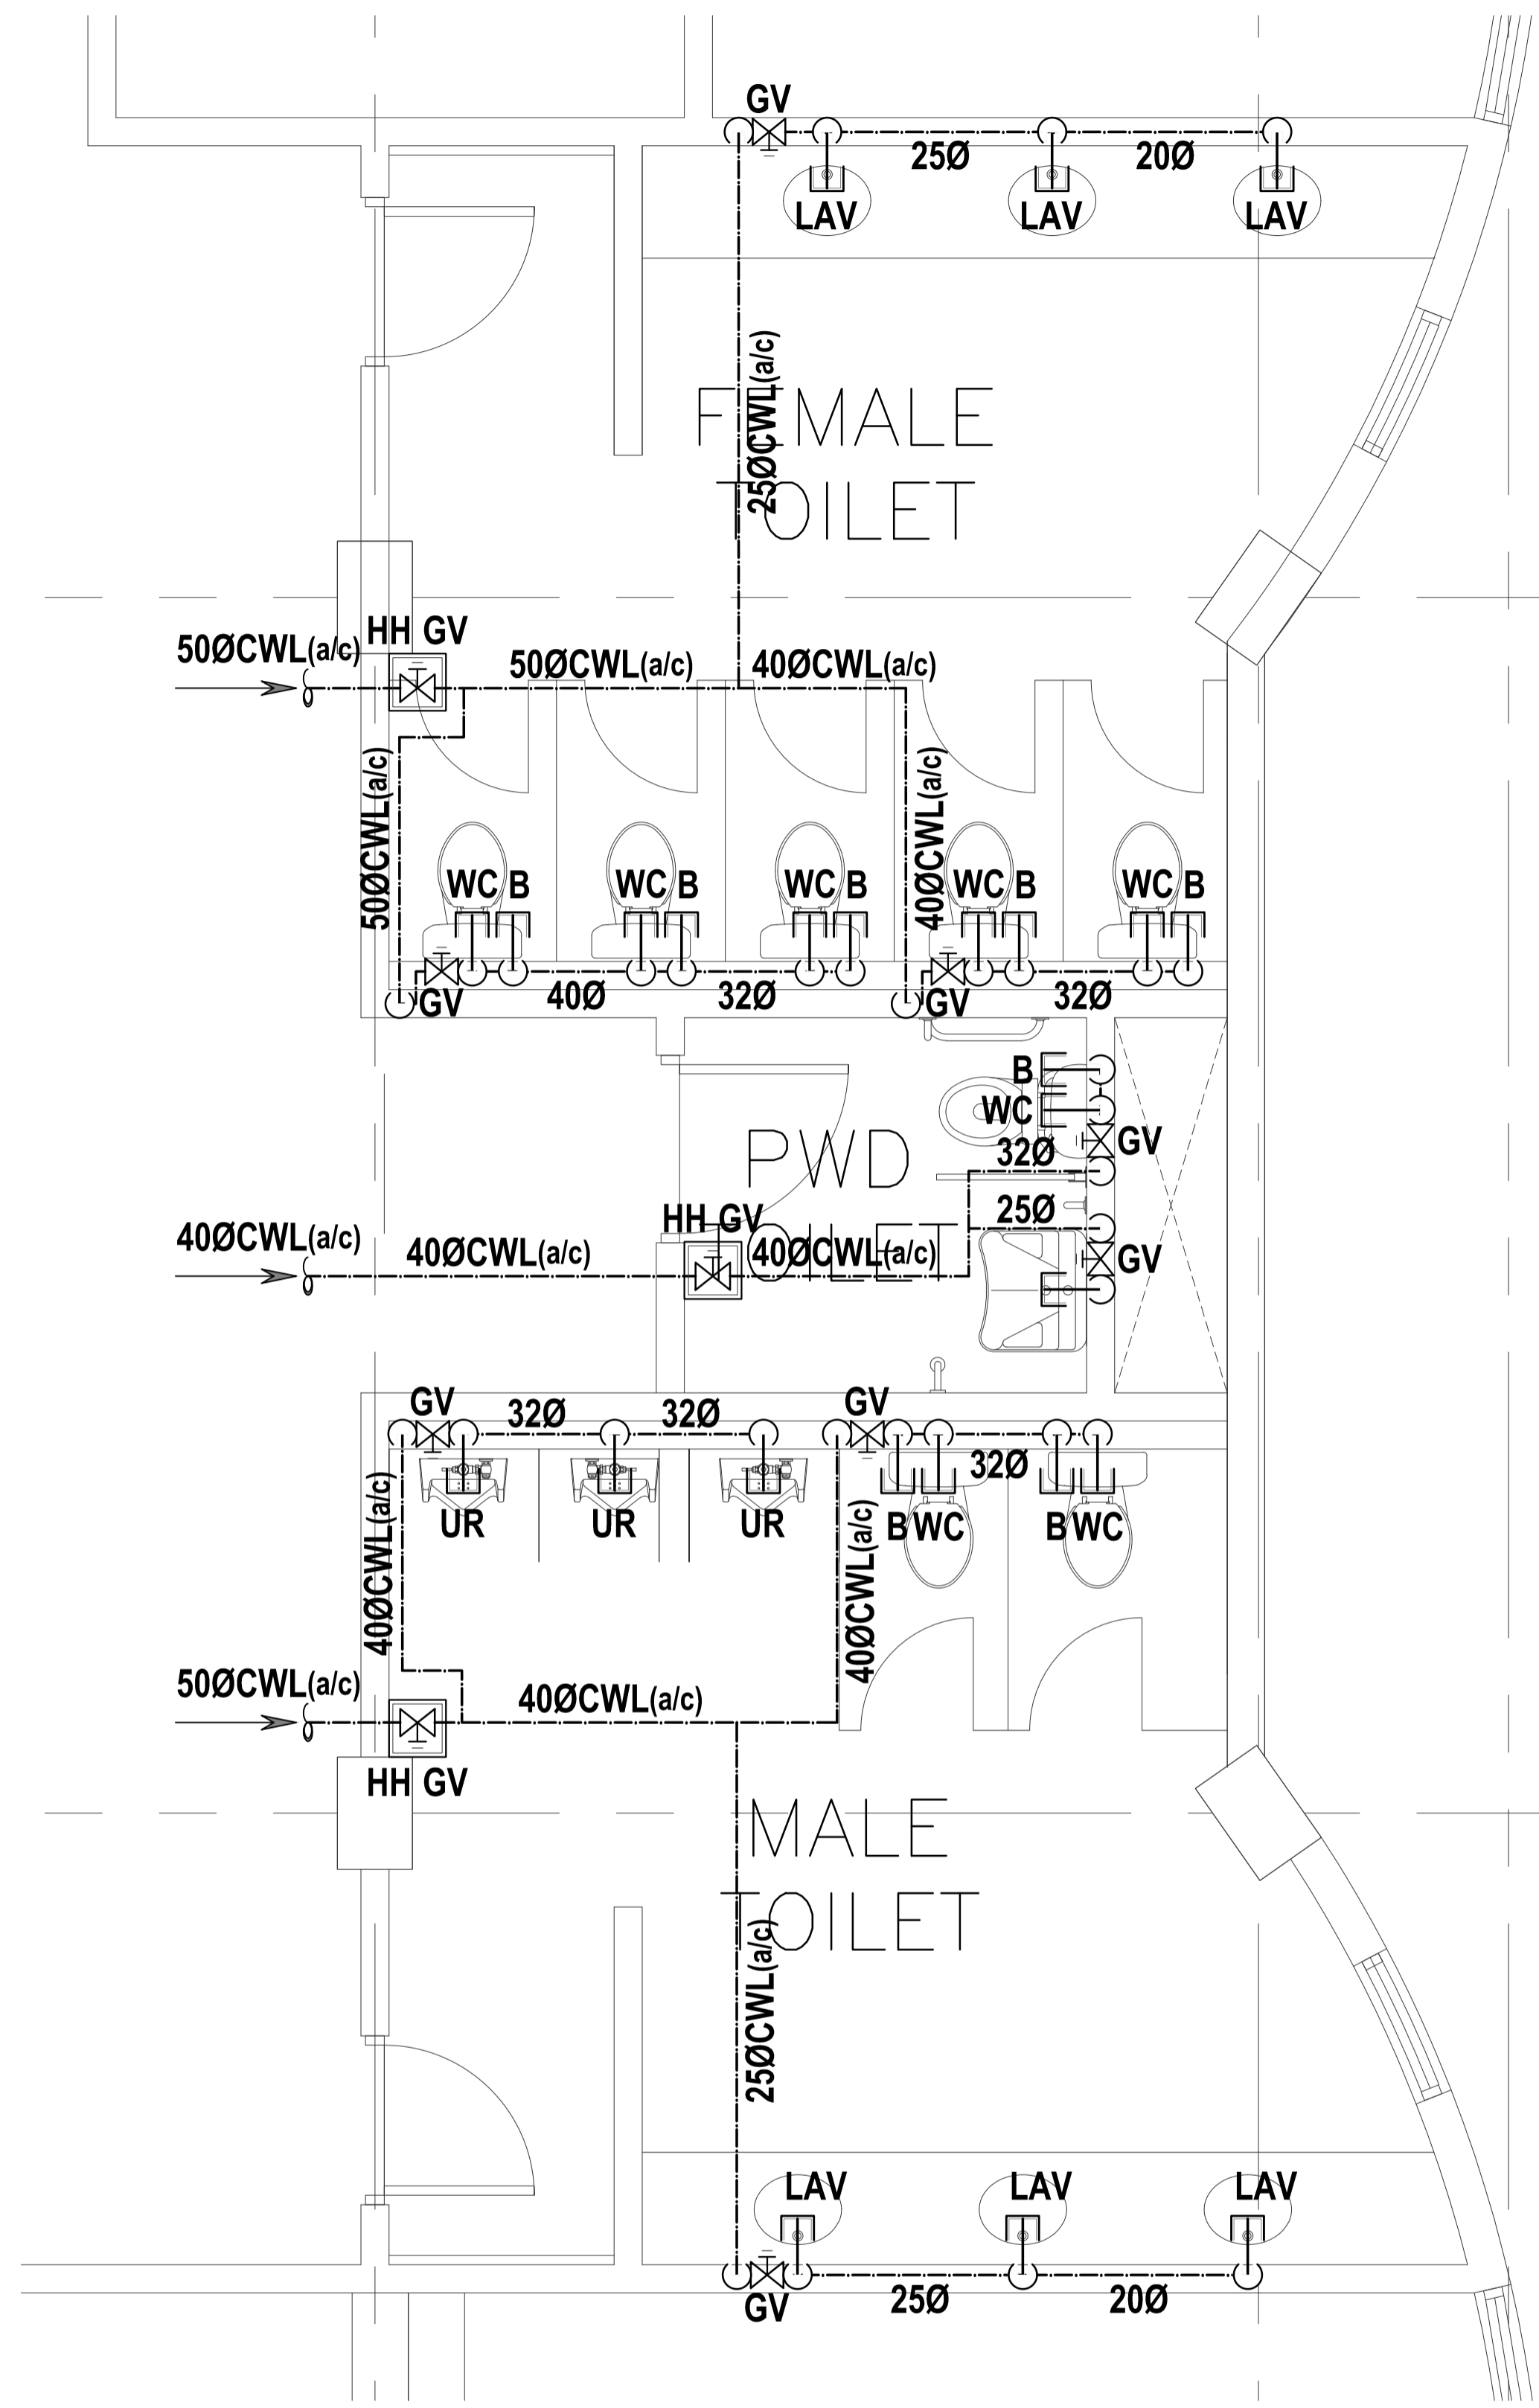 GV
25Ø
20Ø
LAV
LAV
LAV
25ØCWL(a/c)
FEMALE
TOILET
HH GV
50ØCWL(a/c)
50ØCWL(a/c)
40ØCWL(a/c)
50ØCWL(a/c)
40ØCWL(a/c)
WC B
WC B
WC B
WC B
WC B
GV
40Ø
32Ø
GV
32Ø
B
WC
GV
32Ø
PWD
TOILET
25Ø
HH GV
40ØCWL(a/c)
40ØCWL(a/c)
40ØCWL(a/c)
GV
GV
32Ø
32Ø
GV
32Ø
UR
UR
UR
B WC
B WC
40ØCWL(a/c)
40ØCWL(a/c)
50ØCWL(a/c)
40ØCWL(a/c)
HH GV
MALE
TOILET
25ØCWL(a/c)
LAV
LAV
LAV
GV
25Ø
20Ø